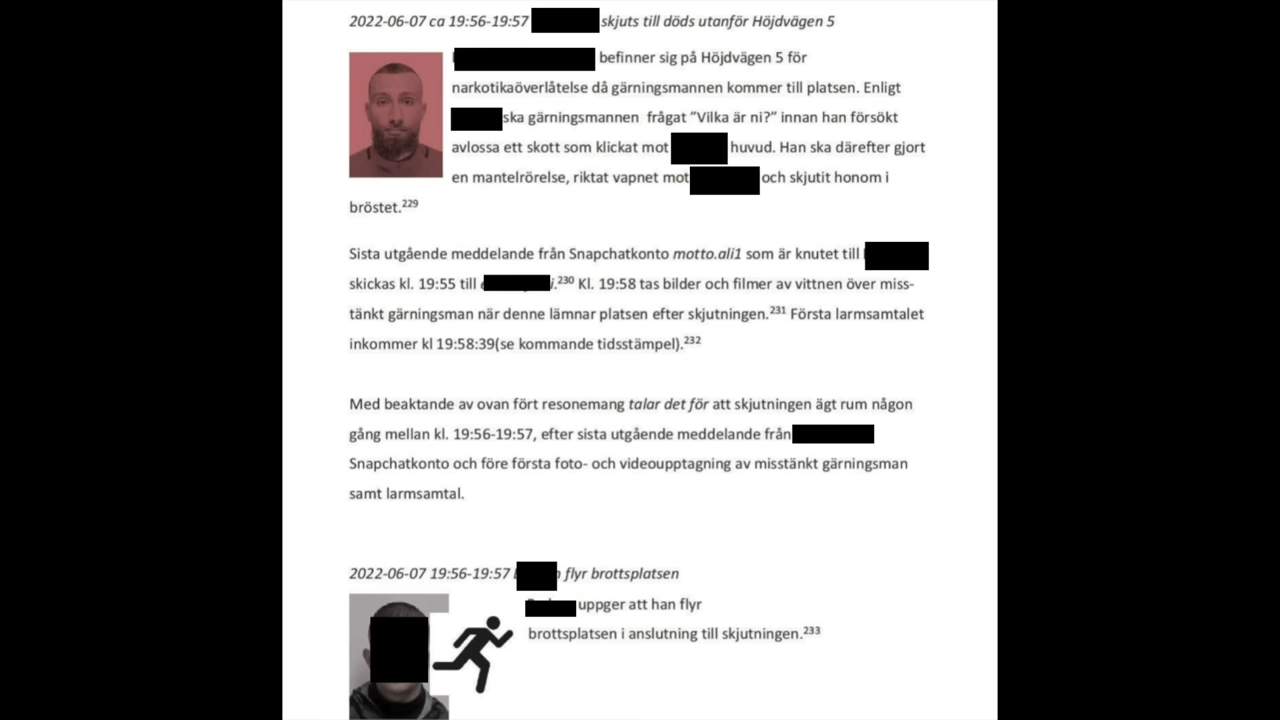 2022-06-07 ca 19:56-19:57 skjuts till döds utanför Höjdvägen 5
befinner sig på Höjdvägen 5 för
narkotikaöverlåtelse då gärningsmannen kommer till platsen. Enligt
ska gärningsmannen frågat ”Vilka är ni?” innan han försökt
avlossa ett skott som klickat mot huvud. Han ska därefter gjort
en mantelrörelse, riktat vapnet mot och skjutit honom i
bröstet.229
Sista utgående meddelande från Snapchatkonto motto.ali1 som är knutet till
skickas kl. 19:55 till .230 Kl. 19:58 tas bilder och filmer av vittnen över miss-
tänkt gärningsman när denne lämnar platsen efter skjutningen.231 Första larmsamtalet
inkommer kl 19:58:39(se kommande tidsstämpel).232
Med beaktande av ovan fört resonemang talar det för att skjutningen ägt rum någon
gång mellan kl. 19:56-19:57, efter sista utgående meddelande från
Snapchatkonto och före första foto- och videoupptagning av misstänkt gärningsman
samt larmsamtal.
2022-06-07 19:56-19:57 flyr brottsplatsen
uppger att han flyr
brottsplatsen i anslutning till skjutningen.233